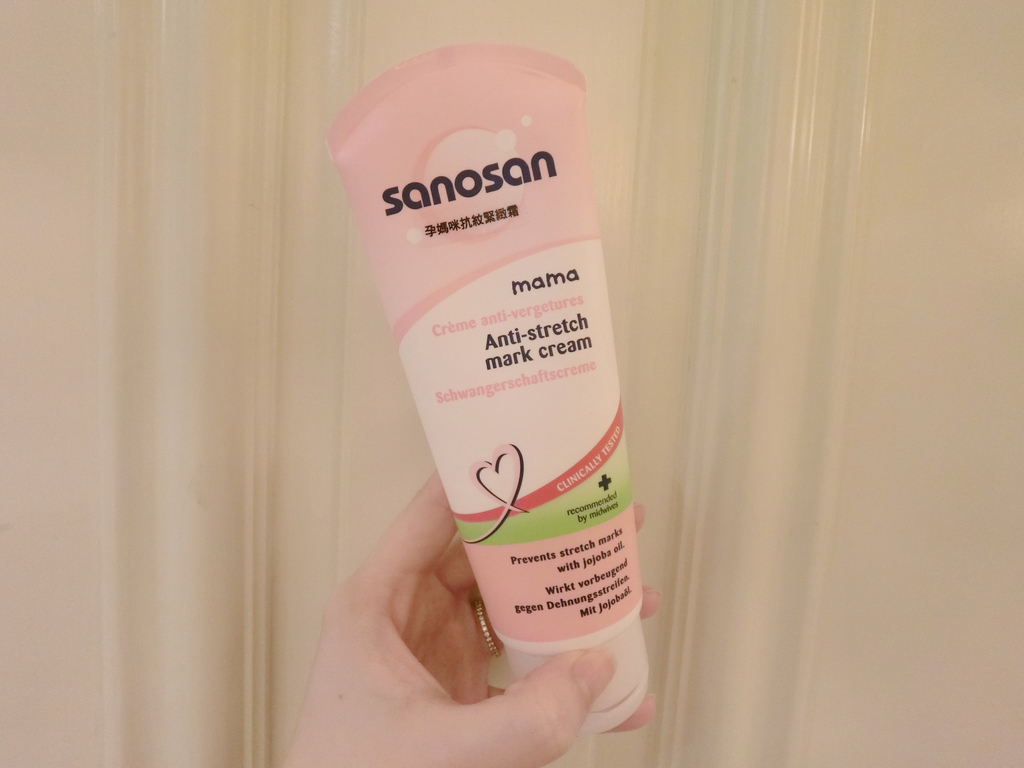 sanosan
孕媽咪抗紋緊緻霜
mama
Crème anti-vergetures
Anti-stretch
mark cream
Schwangerschaftscreme
CLINICALLY TESTED
recommended
by midwives
Prevents stretch marks
with jojoba oil.
Wirkt vorbeugend
gegen Dehnungsstreifen.
Mit Jojobaöl.